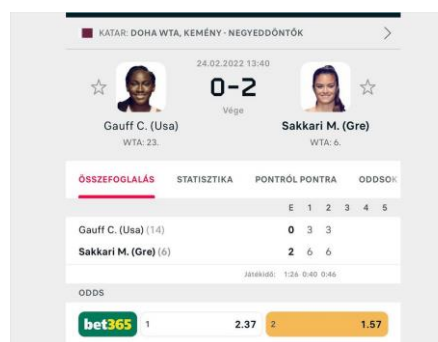 KATAR: DOHA WTA, KEMÉNY - NEGYEDDÖNTŐK
24.02.2022 13:40
0-2
Vége
Gauff C. (Usa) Sakkari M. (Gre)
WTA: 23. WTA: 6.
ÖSSZEFOGLALÁS STATISZTIKA PONTRÓL PONTRA ODDSOK
E 1 2 3 4 5
Gauff C. (Usa) (14) 0 3 3
Sakkari M. (Gre) (6) 2 6 6
Játékidő: 1:26 0:40 0:46
ODDS
bet365 1 2.37 2 1.57